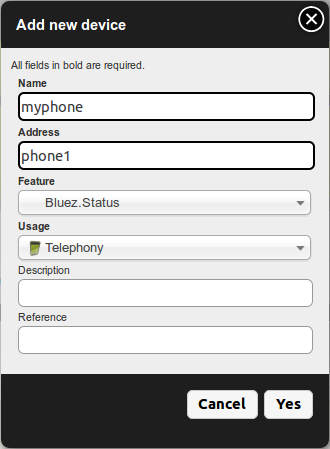 Add new device
All fields in bold are required.
Name
myphone
Address
phone1
Feature
Bluez.Status
Usage
Telephony
Description
Reference
Cancel Yes